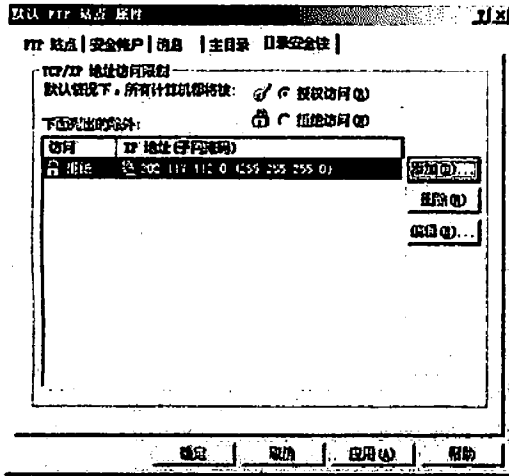 默认 FTP 站点 属性
FTP 站点 安全帐户 消息 主目录 目录安全性
TCP/IP 地址访问限制
默认情况下，所有计算机都将被：
授权访问(R)
拒绝访问(N)
下面列出的除外：
访问 IP 地址(子网掩码)
拒绝 202.117.112.0 (255.255.255.0)
添加(D)...
删除(M)
编辑(I)...
确定 取消 应用(A) 帮助